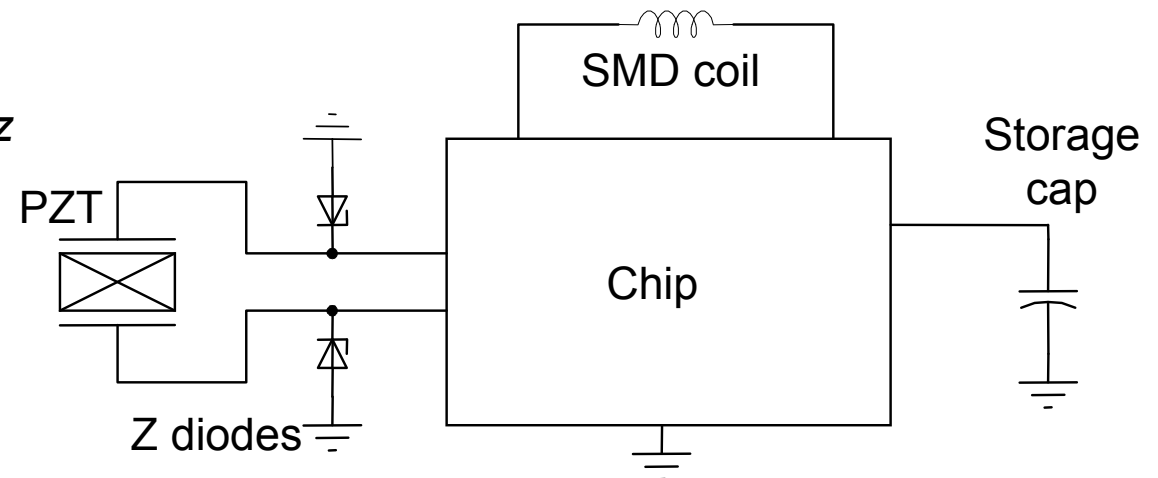 SMD coil
z
Storage
cap
PZT
Chip
Z diodes